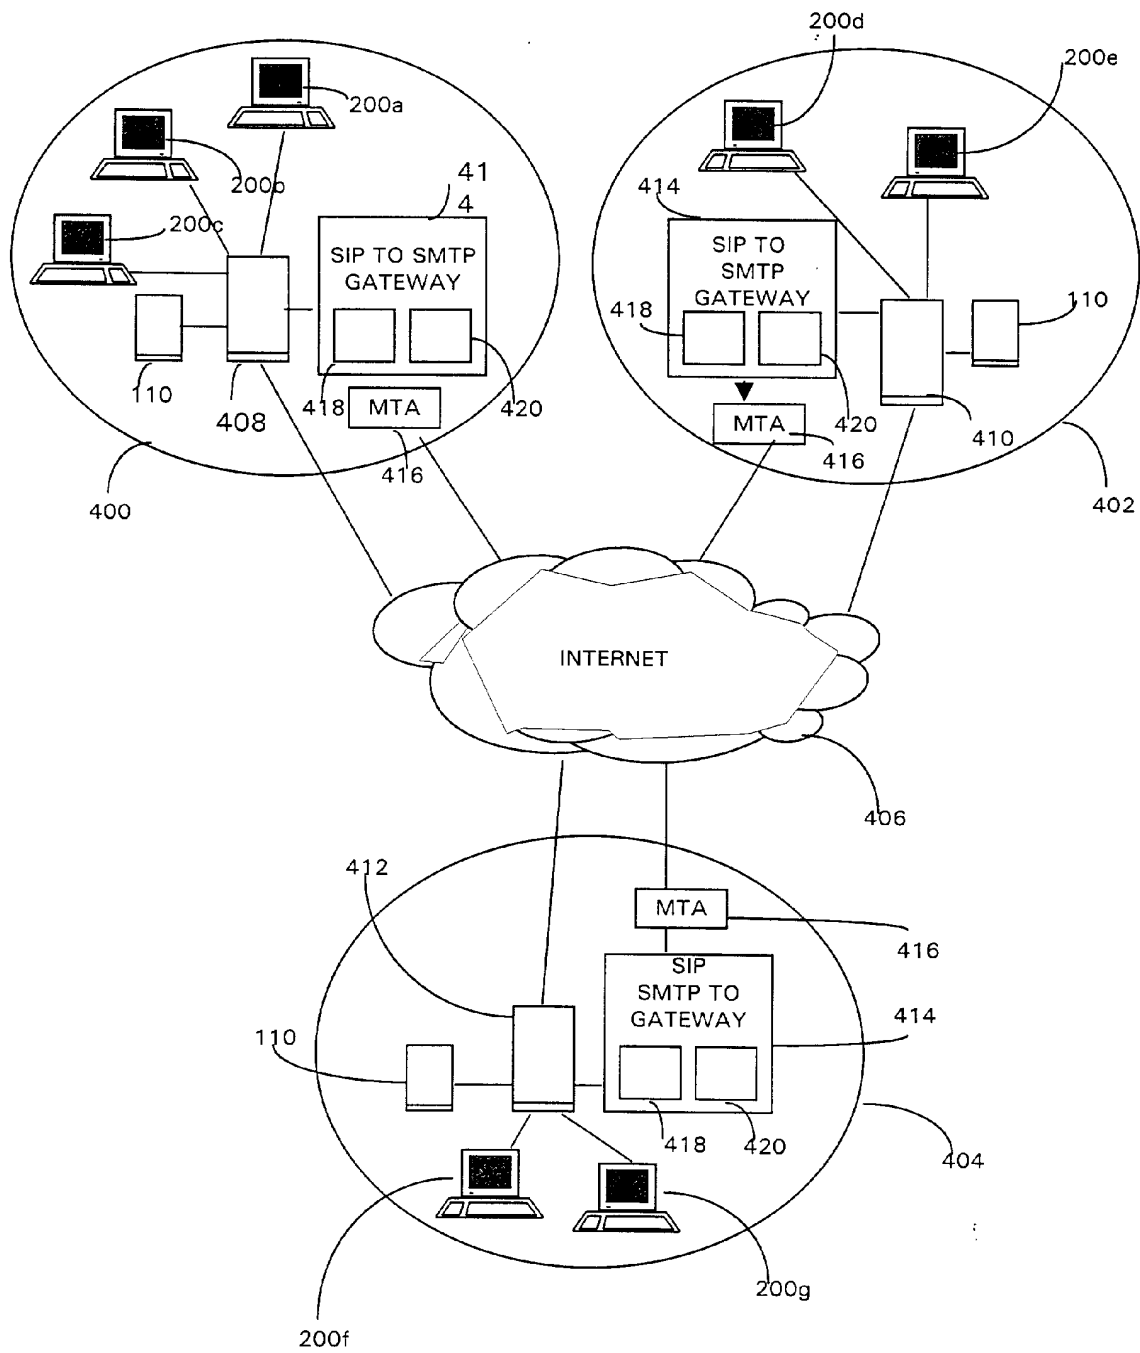 200d
200e
200a
200b
200c
41
4
SIP TO SMTP
GATEWAY
414
SIP TO
SMTP
GATEWAY
110
418
110
408
418
MTA
420
416
400
MTA
420
416
410
402
INTERNET
406
412
MTA
416
SIP
SMTP TO
GATEWAY
414
110
418
420
404
200f
200g